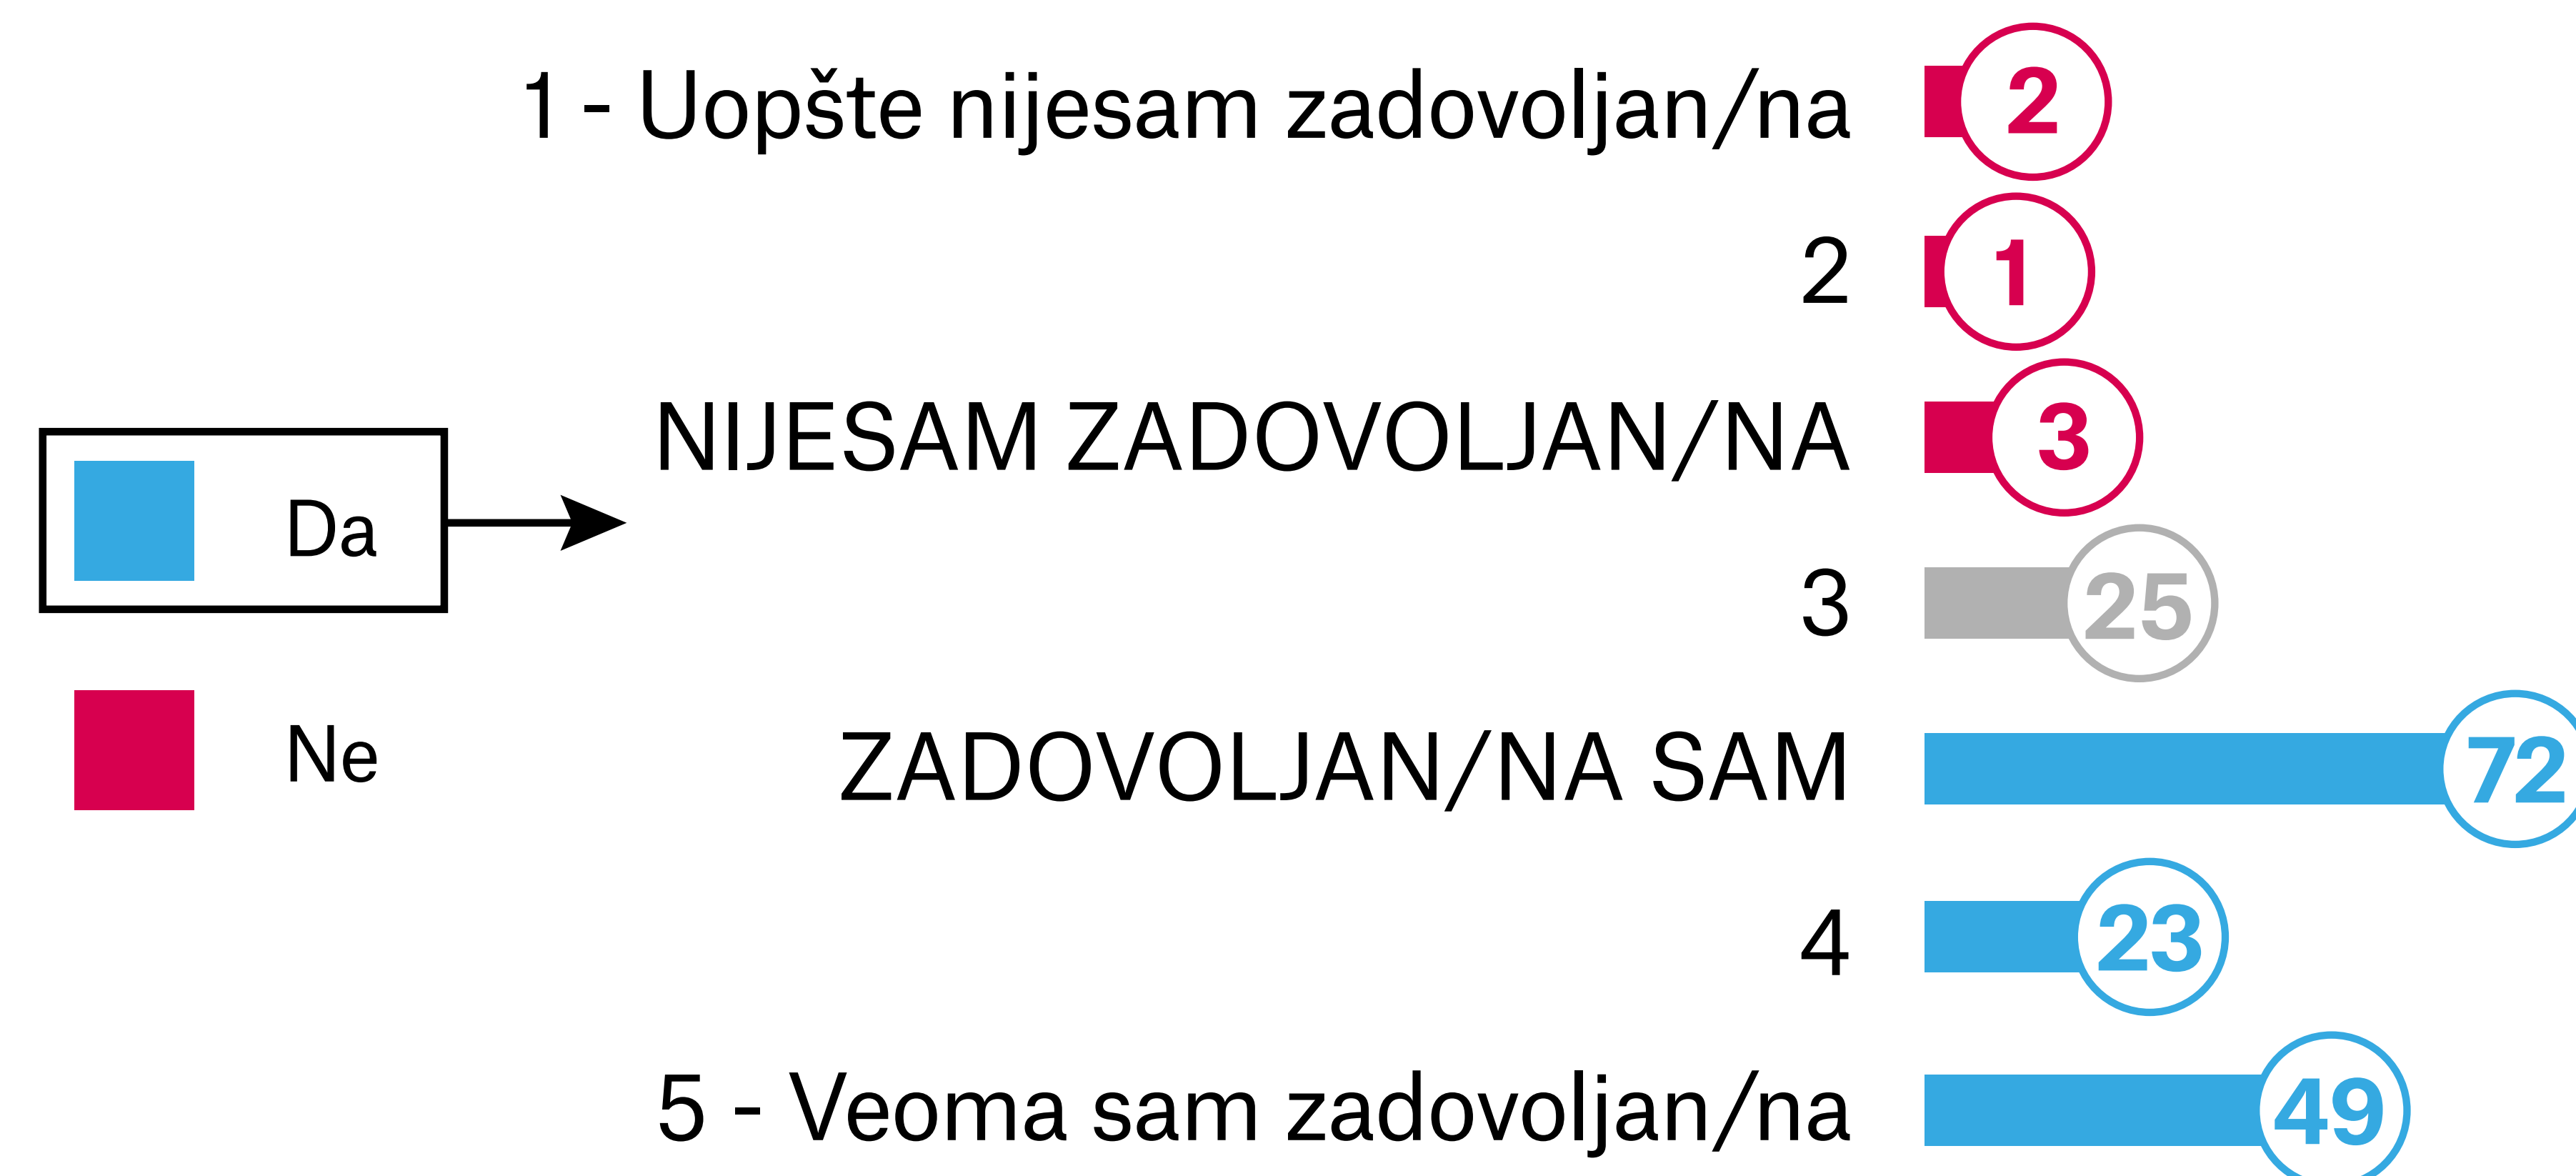 1 - Uopšte nijesam zadovoljan/na 2
2 1
NIJESAM ZADOVOLJAN/NA 3
Da
3 25
Ne
ZADOVOLJAN/NA SAM 72
4 23
5 - Veoma sam zadovoljan/na 49